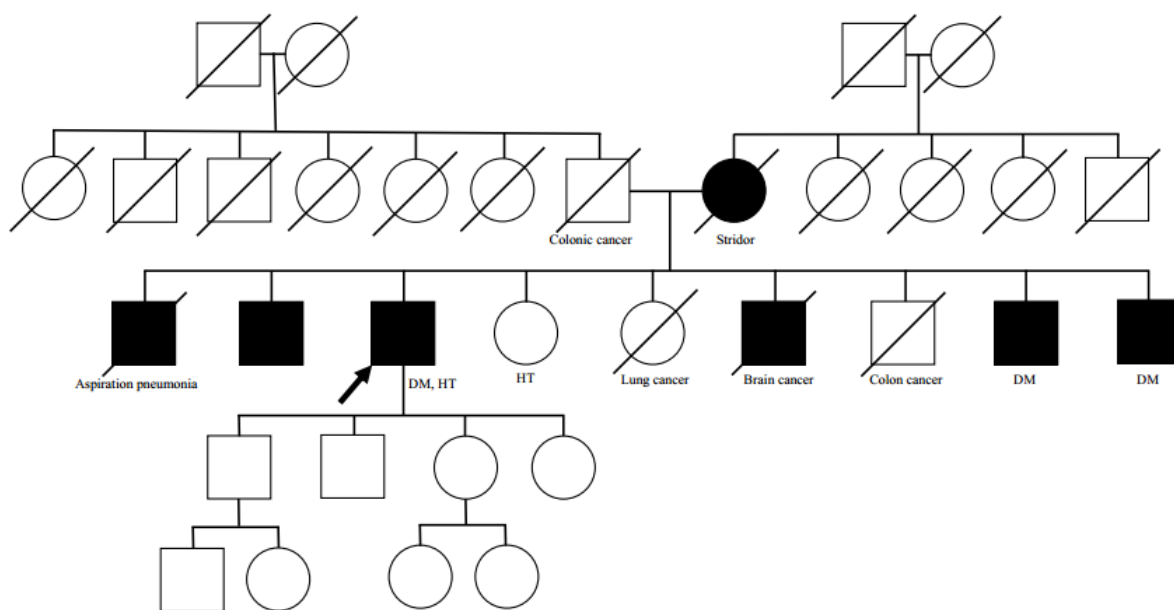 Colonic cancer
Stridor
Aspiration pneumonia
DM, HT
HT
Lung cancer
Brain cancer
Colon cancer
DM
DM